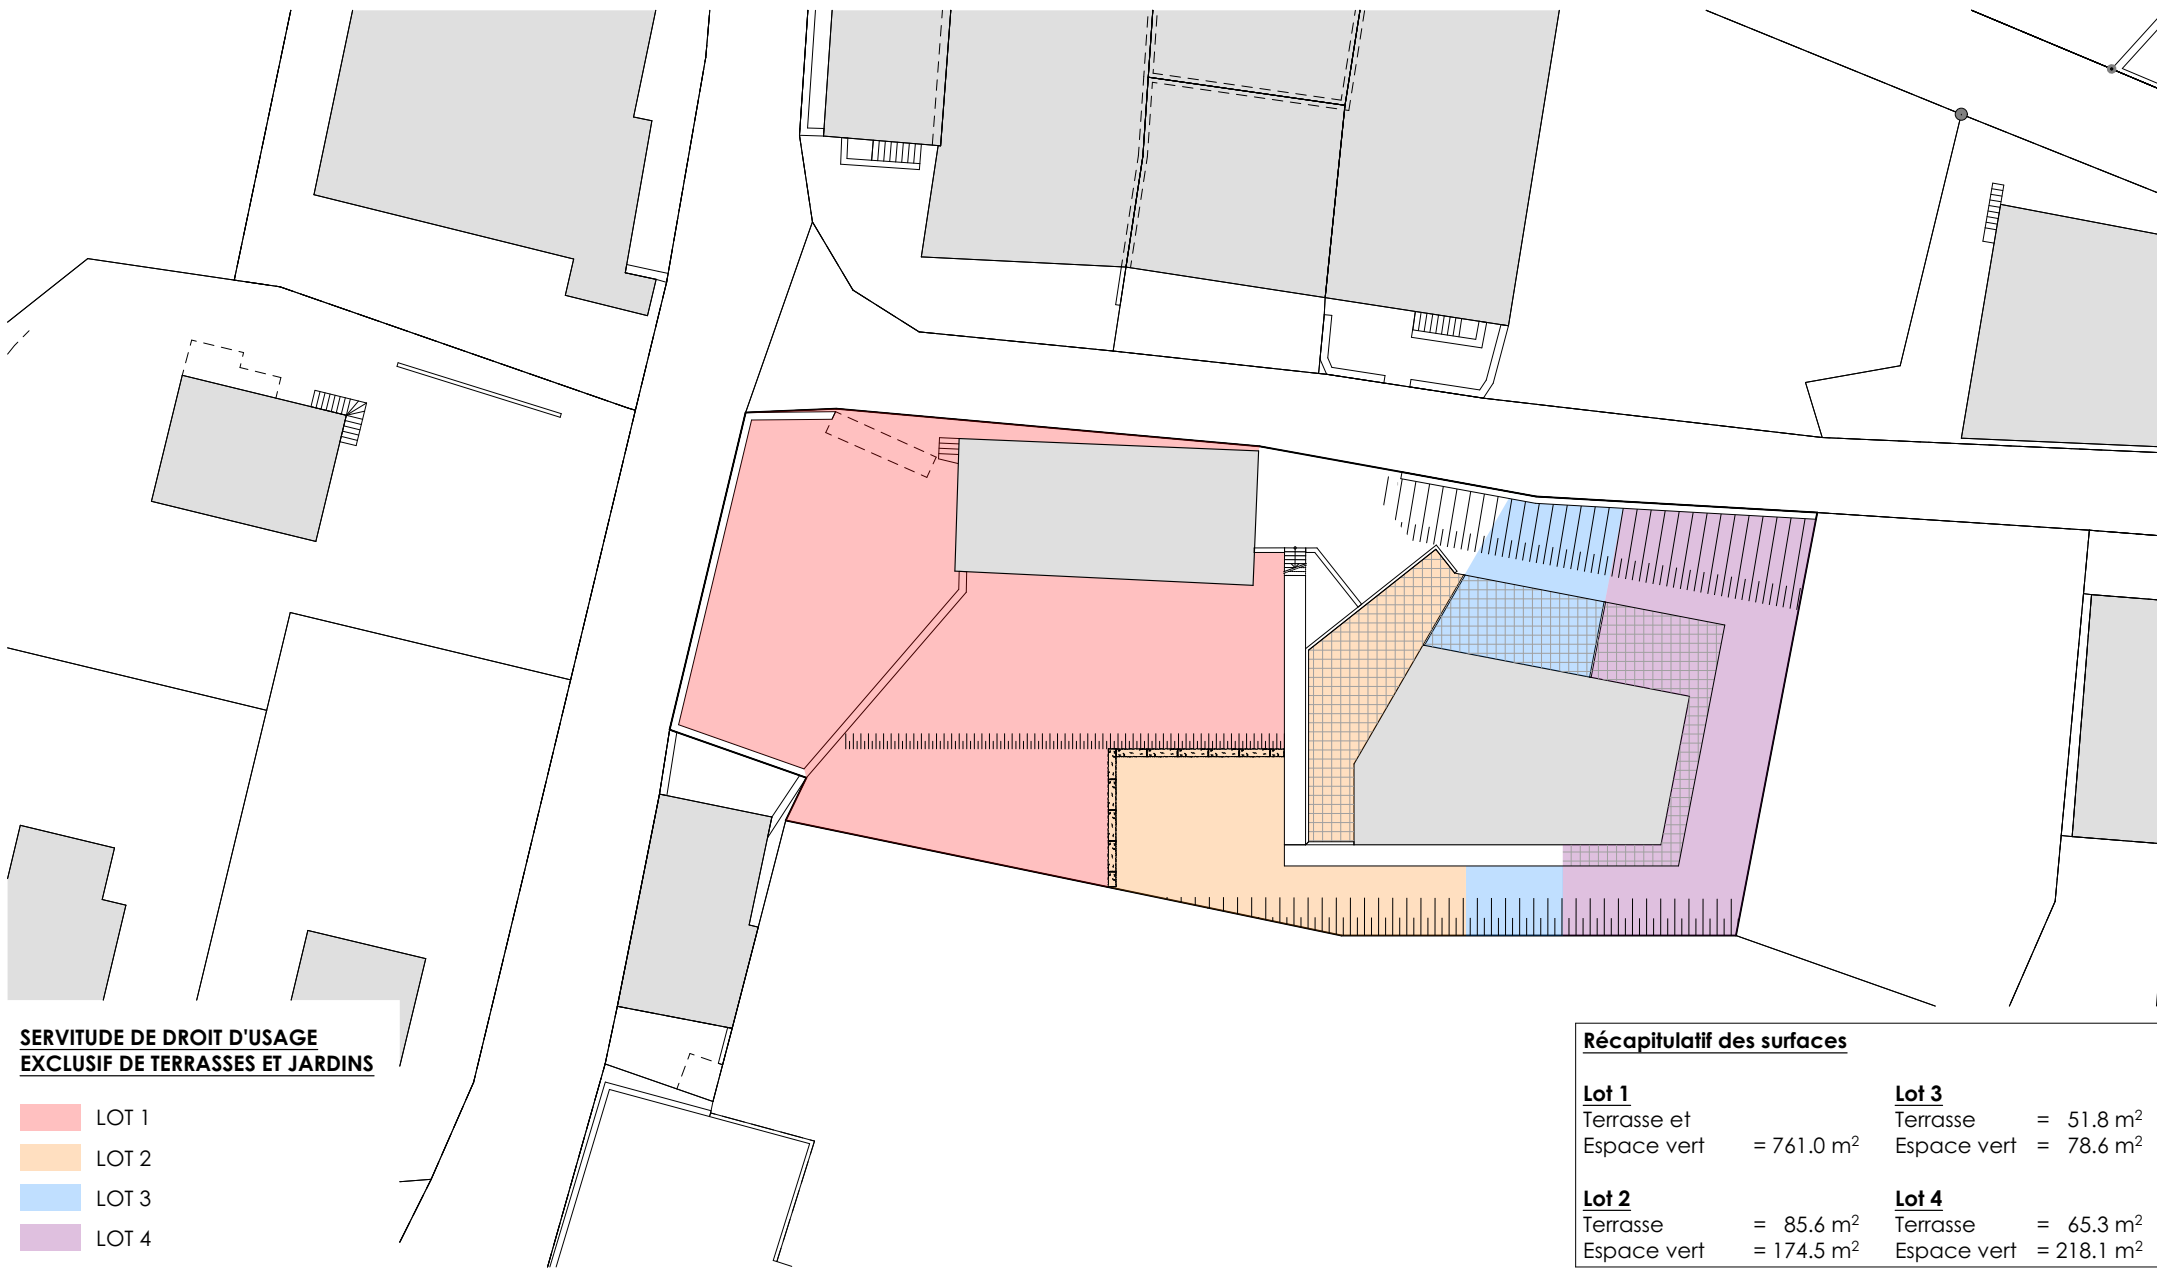 SERVITUDE DE DROIT D'USAGE
EXCLUSIF DE TERRASSES ET JARDINS
LOT 1
LOT 2
LOT 3
LOT 4
Récapitulatif des surfaces
Lot 1
Terrasse et
Espace vert = 761.0 m²
Lot 2
Terrasse = 85.6 m²
Espace vert = 174.5 m²
Lot 3
Terrasse = 51.8 m²
Espace vert = 78.6 m²
Lot 4
Terrasse = 65.3 m²
Espace vert = 218.1 m²